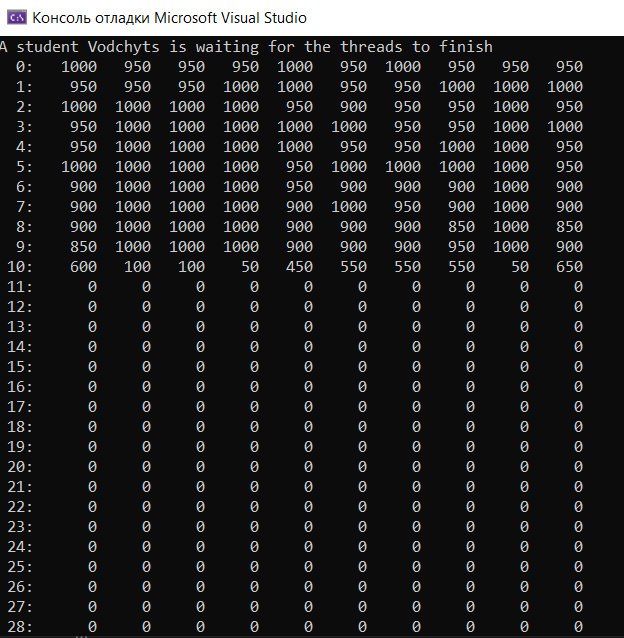 Консоль отладки Microsoft Visual Studio
A student Vodchyts is waiting for the threads to finish
0: 1000 950 950 950 1000 950 1000 950 950 950
1: 950 950 950 1000 1000 950 950 1000 1000 1000
2: 1000 1000 1000 1000 950 900 950 950 1000 950
3: 950 1000 1000 1000 1000 1000 950 950 1000 1000
4: 950 1000 1000 1000 1000 950 950 1000 1000 950
5: 1000 1000 1000 1000 950 1000 1000 1000 1000 950
6: 900 1000 1000 1000 950 900 900 900 1000 900
7: 900 1000 1000 1000 900 1000 950 900 1000 900
8: 900 1000 1000 1000 900 900 900 850 1000 850
9: 850 1000 1000 1000 900 900 900 950 1000 900
10: 600 100 100 50 450 550 550 550 50 650
11: 0 0 0 0 0 0 0 0 0 0
12: 0 0 0 0 0 0 0 0 0 0
13: 0 0 0 0 0 0 0 0 0 0
14: 0 0 0 0 0 0 0 0 0 0
15: 0 0 0 0 0 0 0 0 0 0
16: 0 0 0 0 0 0 0 0 0 0
17: 0 0 0 0 0 0 0 0 0 0
18: 0 0 0 0 0 0 0 0 0 0
19: 0 0 0 0 0 0 0 0 0 0
20: 0 0 0 0 0 0 0 0 0 0
21: 0 0 0 0 0 0 0 0 0 0
22: 0 0 0 0 0 0 0 0 0 0
23: 0 0 0 0 0 0 0 0 0 0
24: 0 0 0 0 0 0 0 0 0 0
25: 0 0 0 0 0 0 0 0 0 0
26: 0 0 0 0 0 0 0 0 0 0
27: 0 0 0 0 0 0 0 0 0 0
28: 0 0 0 0 0 0 0 0 0 0